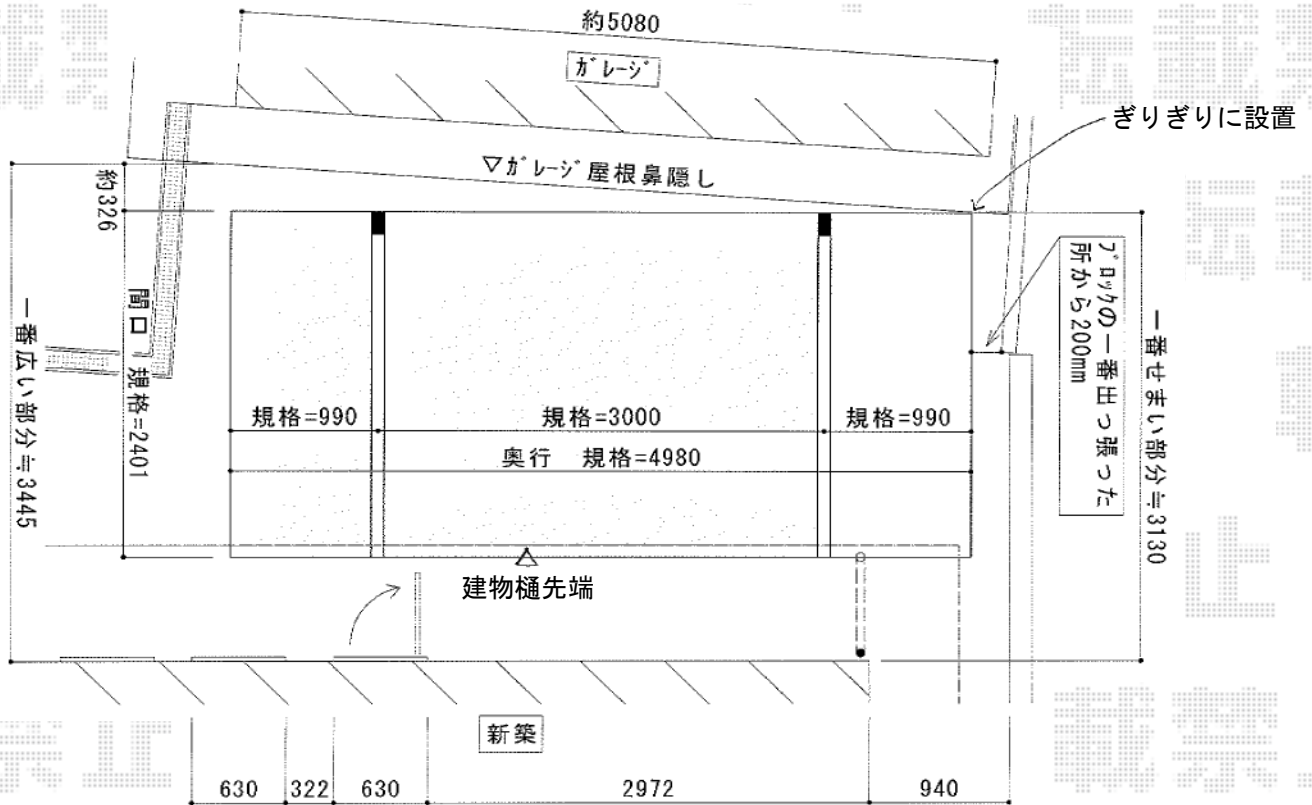 約5080
ガレージ
ぎりぎりに設置
▽ガレージ屋根鼻隠し
約326
ブロックの一番出っ張った
所から200mm
間口 規格=2401
一番広い部分≒3445
一番せまい部分≒3130
規格=990
規格=3000
規格=990
奥行 規格=4980
建物樋先端
新築
630
322
630
2972
940